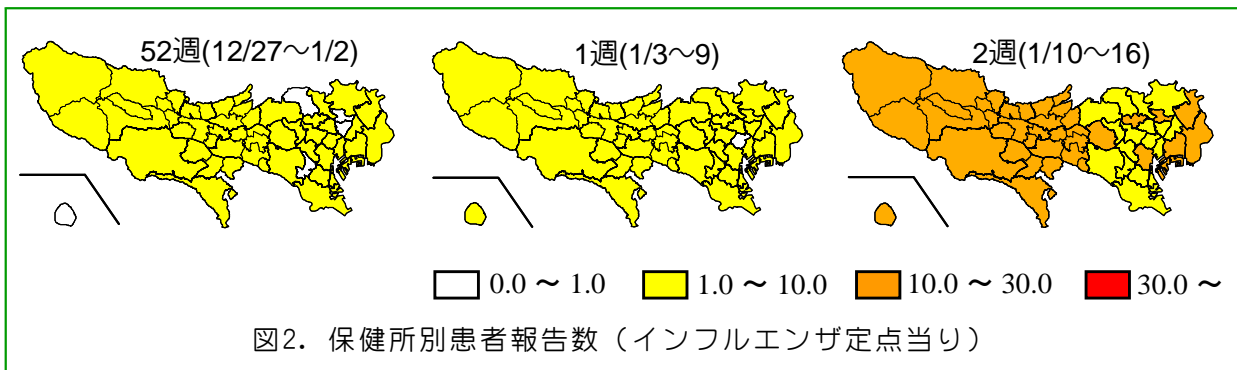 52週(12/27～1/2)
1週(1/3～9)
2週(1/10～16)
0.0 ～ 1.0
1.0 ～ 10.0
10.0 ～ 30.0
30.0 ～
図2．保健所別患者報告数（インフルエンザ定点当り）